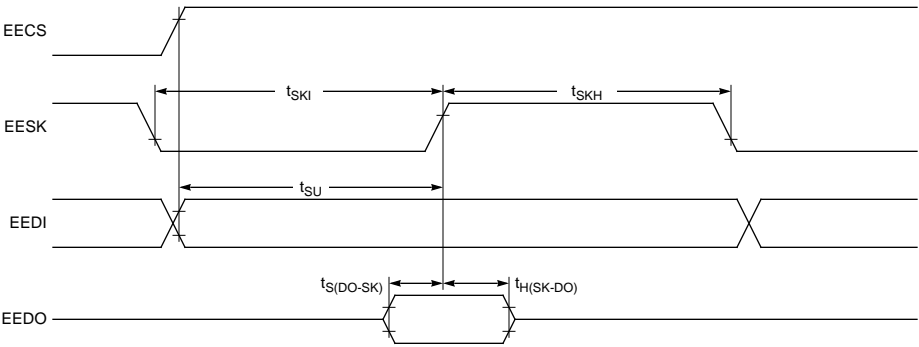 EECS
tSKI
tSKH
EESK
tSU
EEDI
tS(DO-SK)
tH(SK-DO)
EEDO